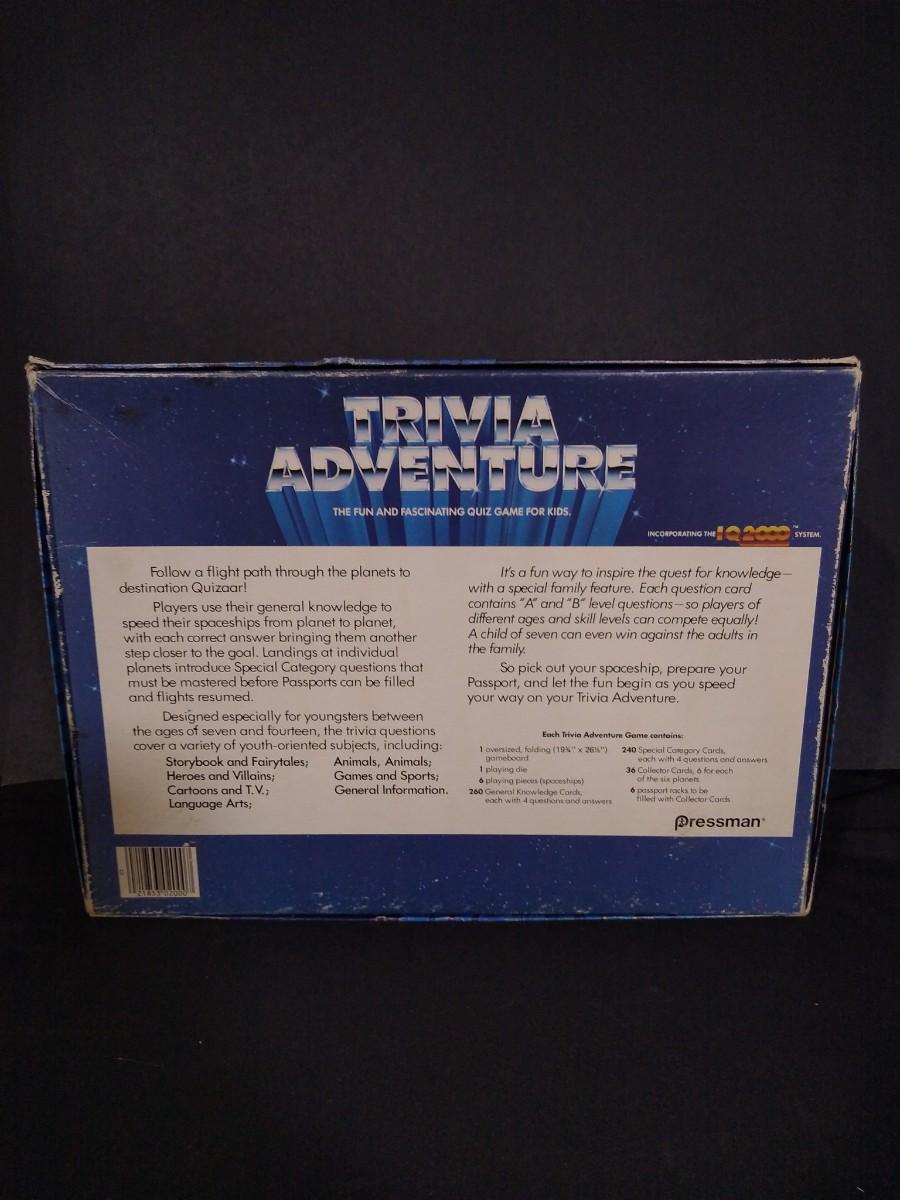 TRIVIA
ADVENTURE
THE FUN AND FASCINATING QUIZ GAME FOR KIDS.
INCORPORATING THE IQ2000™ SYSTEM.
Follow a flight path through the planets to
destination Quizaar!
Players use their general knowledge to
speed their spaceships from planet to planet,
with each correct answer bringing them another
step closer to the goal. Landings at individual
planets introduce Special Category questions that
must be mastered before Passports can be filled
and flights resumed.
Designed especially for youngsters between
the ages of seven and fourteen, the trivia questions
cover a variety of youth-oriented subjects, including:
Storybook and Fairytales;
Heroes and Villains;
Cartoons and T.V.;
Language Arts;
Animals, Animals;
Games and Sports;
General Information.
It's a fun way to inspire the quest for knowledge—
with a special family feature. Each question card
contains "A" and "B" level questions—so players of
different ages and skill levels can compete equally!
A child of seven can even win against the adults in
the family.
So pick out your spaceship, prepare your
Passport, and let the fun begin as you speed
your way on your Trivia Adventure.
Each Trivia Adventure Game contains:
1 oversized, folding (19¾" x 26⅛")
gameboard
1 playing die
6 playing pieces (spaceships)
260 General Knowledge Cards,
each with 4 questions and answers
240 Special Category Cards,
each with 4 questions and answers
36 Collector Cards, 6 for each
of the six planets
6 passport racks to be
filled with Collector Cards
Pressman®